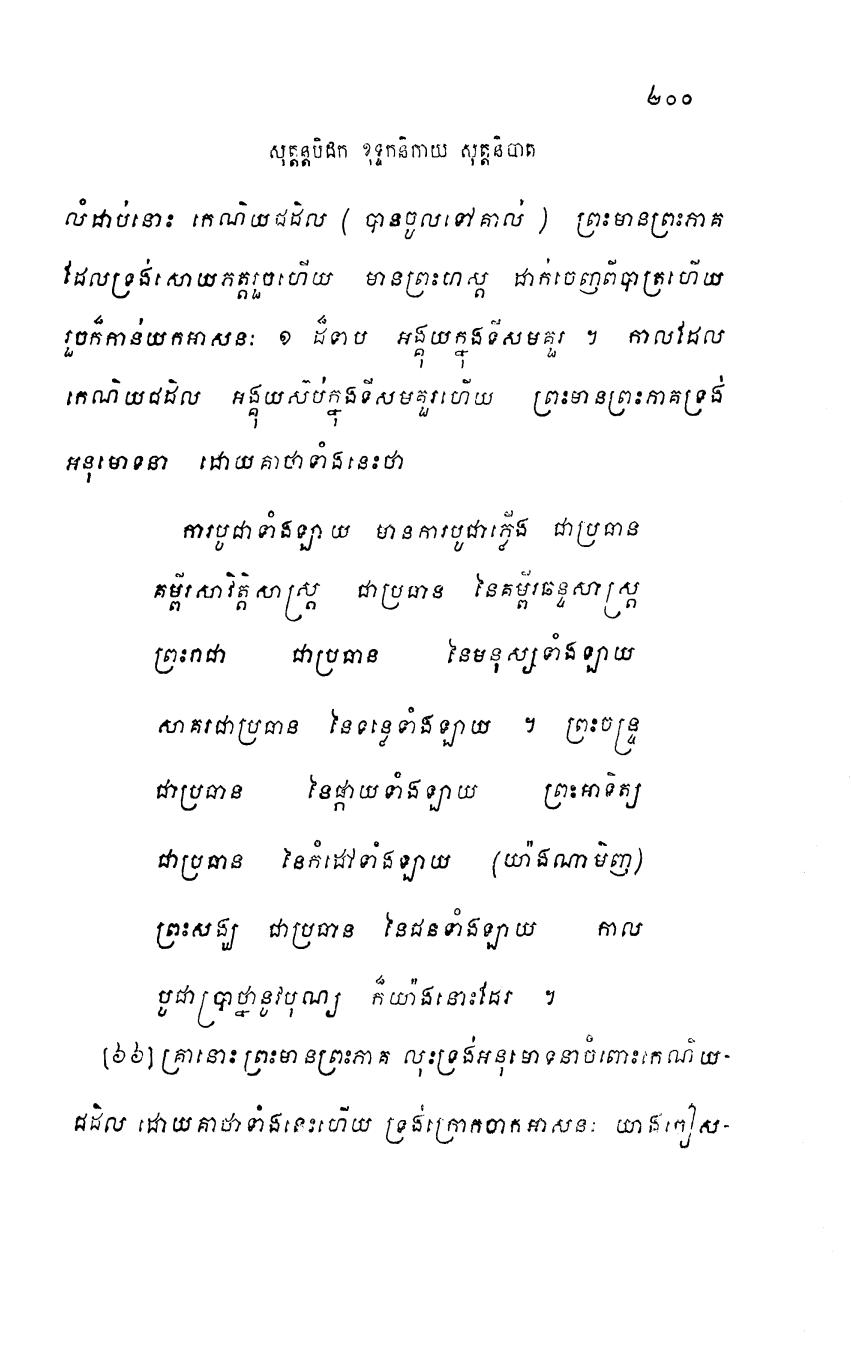 ២០០
សុត្តន្តបិដក ខុទ្ទកនិកាយ សុត្តនិបាត
លំដាប់នោះ កេណិយជដិល ( បានចូលទៅគាល់ ) ព្រះមានព្រះភាគ
ដែលទ្រង់សោយភត្តរួចហើយ មានព្រះហស្ត ដាក់ចេញពីបាត្រហើយ
រួចក៏កាន់យកអាសនៈ ១ ដ៏ទាប អង្គុយក្នុងទីសមគួរ ។ កាលដែល
កេណិយជដិល អង្គុយស៊ប់ក្នុងទីសមគួរហើយ ព្រះមានព្រះភាគទ្រង់
អនុមោទនា ដោយគាថាទាំងនេះថា
ការបូជាទាំងឡាយ មានការបូជាភ្លើង ជាប្រធាន
គម្ពីរសាវិត្តិសាស្ត្រ ជាប្រធាន នៃគម្ពីរឆន្ទសាស្ត្រ
ព្រះរាជា ជាប្រធាន នៃមនុស្សទាំងឡាយ
សាគរជាប្រធាន នៃទន្លេទាំងឡាយ ។ ព្រះចន្ទ្រ
ជាប្រធាន នៃផ្កាយទាំងឡាយ ព្រះអាទិត្យ
ជាប្រធាន នៃកំដៅទាំងឡាយ (យ៉ាងណាមិញ)
ព្រះសង្ឃ ជាប្រធាន នៃជនទាំងឡាយ កាល
បូជាប្រាថ្នានូវបុណ្យ ក៏យ៉ាងនោះដែរ ។
[៦៦] គ្រានោះ ព្រះមានព្រះភាគ លុះទ្រង់អនុមោទនាចំពោះកេណិយ-
ជដិល ដោយគាថាទាំងនេះហើយ ទ្រង់ក្រោកចាកអាសនៈ យាងចៀស-